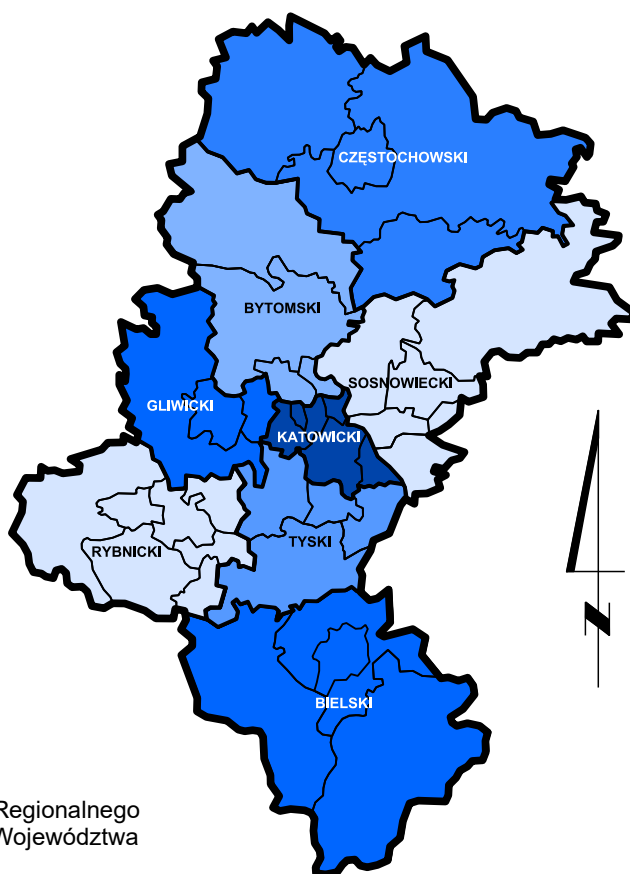 CZĘSTOCHOWSKI
BYTOMSKI
SOSNOWIECKI
GLIWICKI
KATOWICKI
RYBNICKI
TYSKI
BIELSKI
N
Regionalnego
Województwa